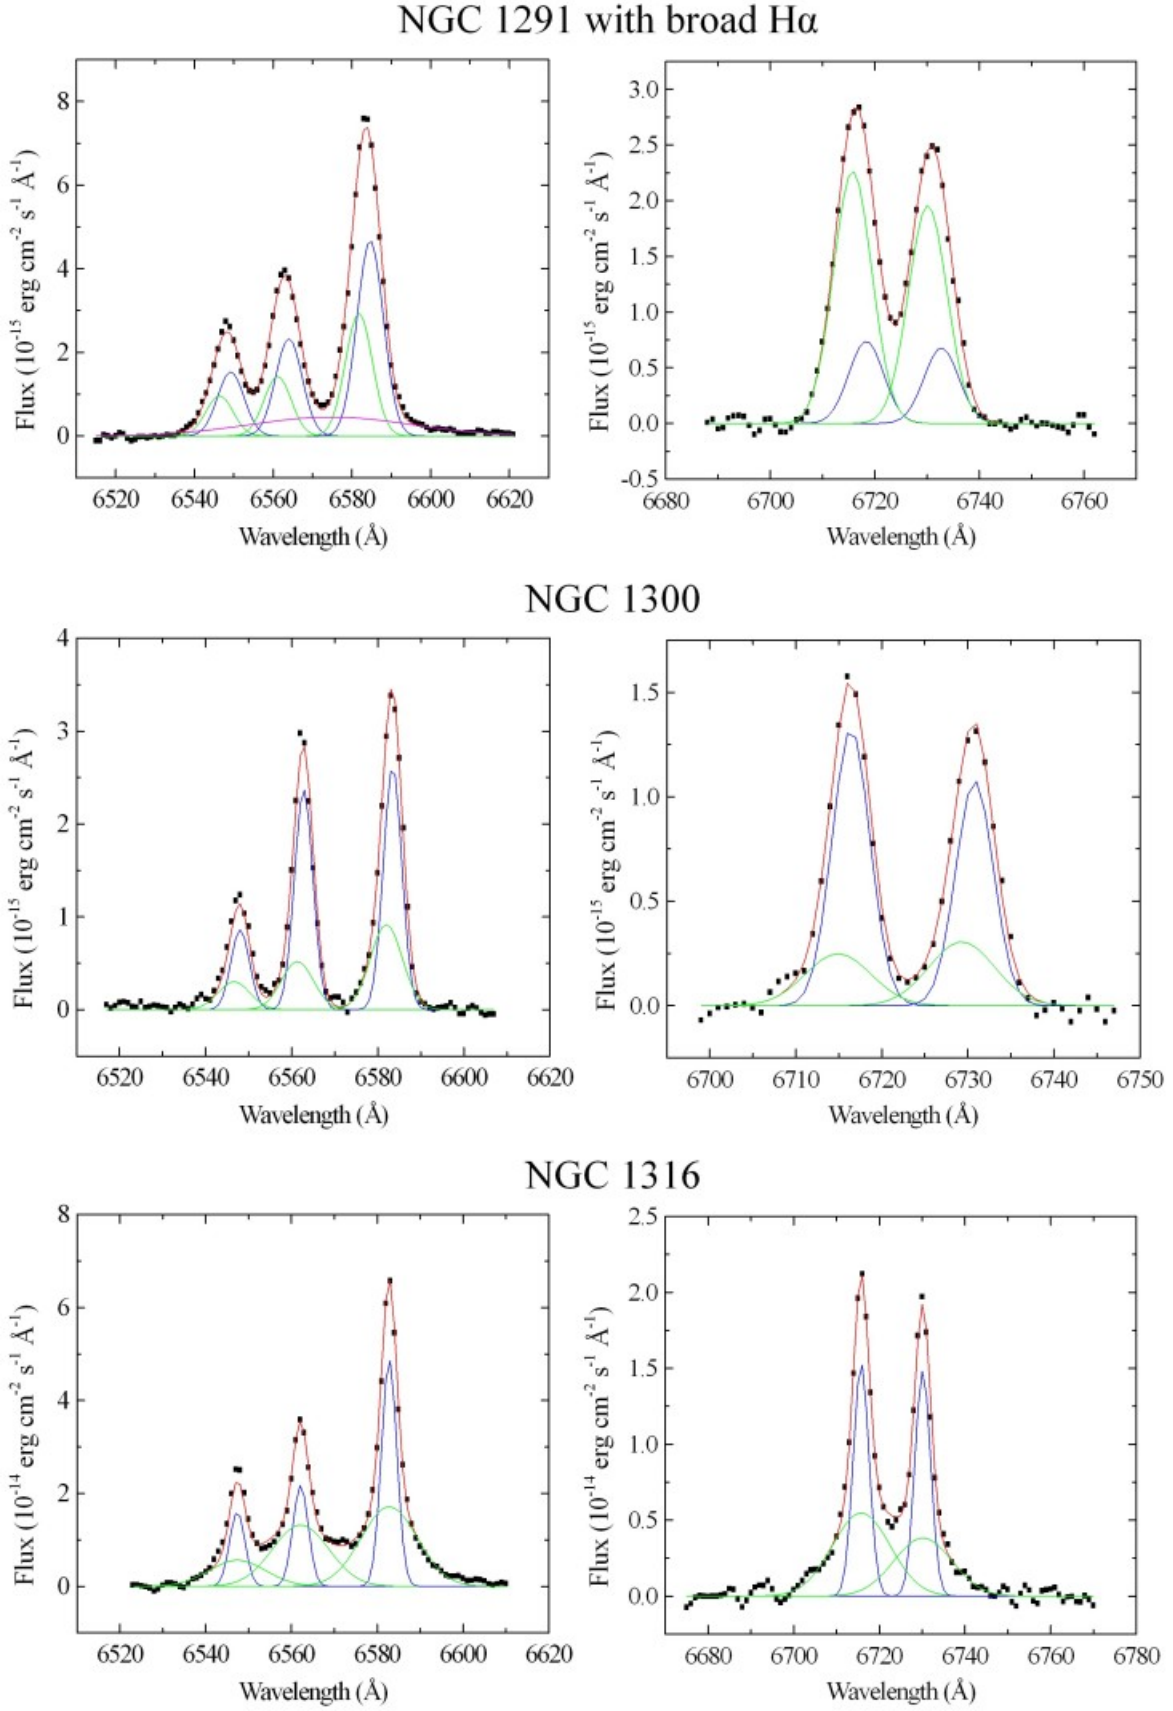 NGC 1291 with broad Hα
8
6
4
2
0
Flux (10⁻¹⁵ erg cm⁻² s⁻¹ Å⁻¹)
6520 6540 6560 6580 6600 6620
Wavelength (Å)
3.0
2.5
2.0
1.5
1.0
0.5
0.0
-0.5
Flux (10⁻¹⁵ erg cm⁻² s⁻¹ Å⁻¹)
6680 6700 6720 6740 6760
Wavelength (Å)
NGC 1300
4
3
2
1
0
Flux (10⁻¹⁵ erg cm⁻² s⁻¹ Å⁻¹)
6520 6540 6560 6580 6600 6620
Wavelength (Å)
1.5
1.0
0.5
0.0
Flux (10⁻¹⁵ erg cm⁻² s⁻¹ Å⁻¹)
6700 6710 6720 6730 6740 6750
Wavelength (Å)
NGC 1316
8
6
4
2
0
Flux (10⁻¹⁴ erg cm⁻² s⁻¹ Å⁻¹)
6520 6540 6560 6580 6600 6620
Wavelength (Å)
2.5
2.0
1.5
1.0
0.5
0.0
Flux (10⁻¹⁴ erg cm⁻² s⁻¹ Å⁻¹)
6680 6700 6720 6740 6760 6780
Wavelength (Å)